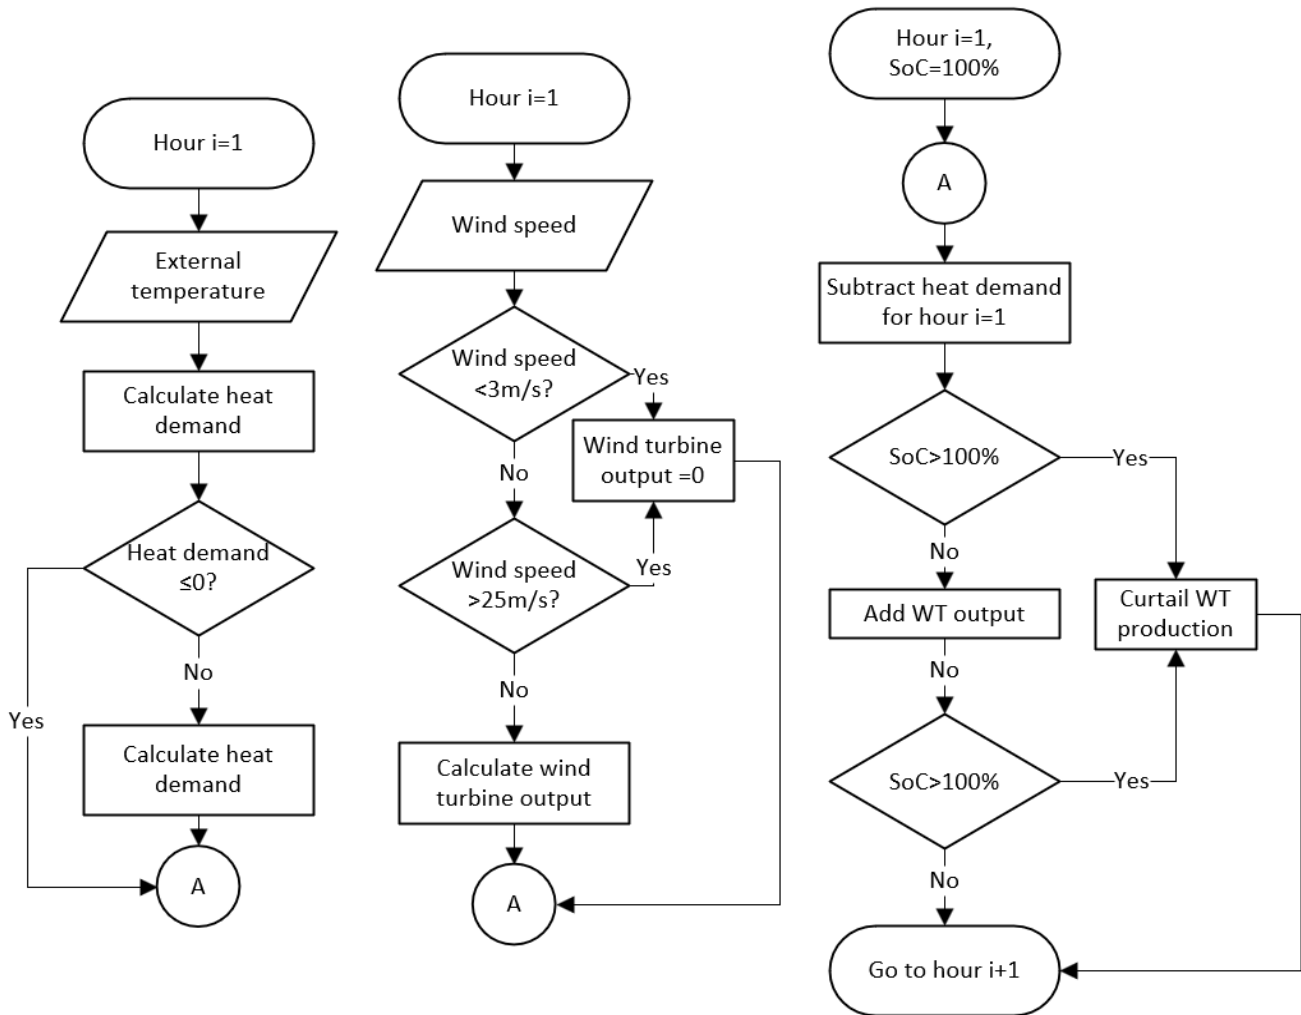 Hour i=1
External
temperature
Calculate heat
demand
Heat demand
≤0?
No
Yes
Calculate heat
demand
A
Hour i=1
Wind speed
Wind speed
<3m/s?
Yes
Wind turbine
output =0
No
Wind speed
>25m/s?
Yes
No
Calculate wind
turbine output
A
Hour i=1,
SoC=100%
A
Subtract heat demand
for hour i=1
SoC>100%
Yes
No
Add WT output
Curtail WT
production
No
SoC>100%
Yes
No
Go to hour i+1